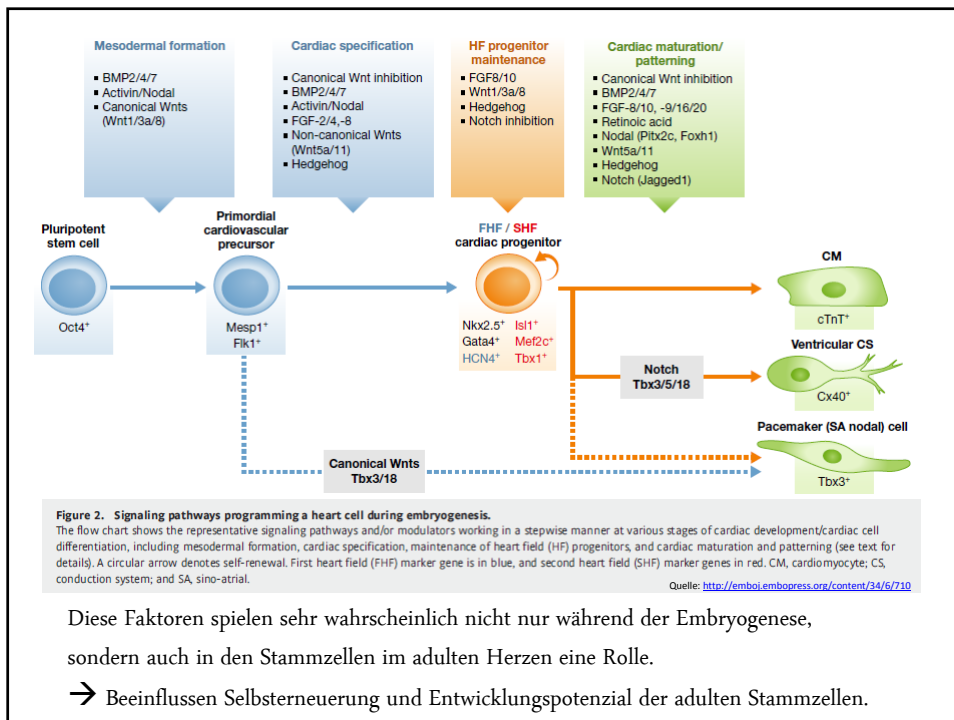 Mesodermal formation
▪ BMP2/4/7
▪ Activin/Nodal
▪ Canonical Wnts
(Wnt1/3a/8)
Cardiac specification
▪ Canonical Wnt inhibition
▪ BMP2/4/7
▪ Activin/Nodal
▪ FGF-2/4,-8
▪ Non-canonical Wnts
(Wnt5a/11)
▪ Hedgehog
HF progenitor
maintenance
▪ FGF8/10
▪ Wnt1/3a/8
▪ Hedgehog
▪ Notch inhibition
Cardiac maturation/
patterning
▪ Canonical Wnt inhibition
▪ BMP2/4/7
▪ FGF-8/10, -9/16/20
▪ Retinoic acid
▪ Nodal (Pitx2c, Foxh1)
▪ Wnt5a/11
▪ Hedgehog
▪ Notch (Jagged1)
Pluripotent
stem cell
Oct4⁺
Primordial
cardiovascular
precursor
Mesp1⁺
Flk1⁺
FHF / SHF
cardiac progenitor
Nkx2.5⁺ Isl1⁺
Gata4⁺ Mef2c⁺
HCN4⁺ Tbx1⁺
CM
cTnT⁺
Notch
Tbx3/5/18
Ventricular CS
Cx40⁺
Canonical Wnts
Tbx3/18
Pacemaker (SA nodal) cell
Tbx3⁺
Figure 2. Signaling pathways programming a heart cell during embryogenesis.
The flow chart shows the representative signaling pathways and/or modulators working in a stepwise manner at various stages of cardiac development/cardiac cell
differentiation, including mesodermal formation, cardiac specification, maintenance of heart field (HF) progenitors, and cardiac maturation and patterning (see text for
details). A circular arrow denotes self-renewal. First heart field (FHF) marker gene is in blue, and second heart field (SHF) marker genes in red. CM, cardiomyocyte; CS,
conduction system; and SA, sino-atrial.
Quelle: http://emboj.embopress.org/content/34/6/710
Diese Faktoren spielen sehr wahrscheinlich nicht nur während der Embryogenese,
sondern auch in den Stammzellen im adulten Herzen eine Rolle.
→ Beeinflussen Selbsterneuerung und Entwicklungspotenzial der adulten Stammzellen.